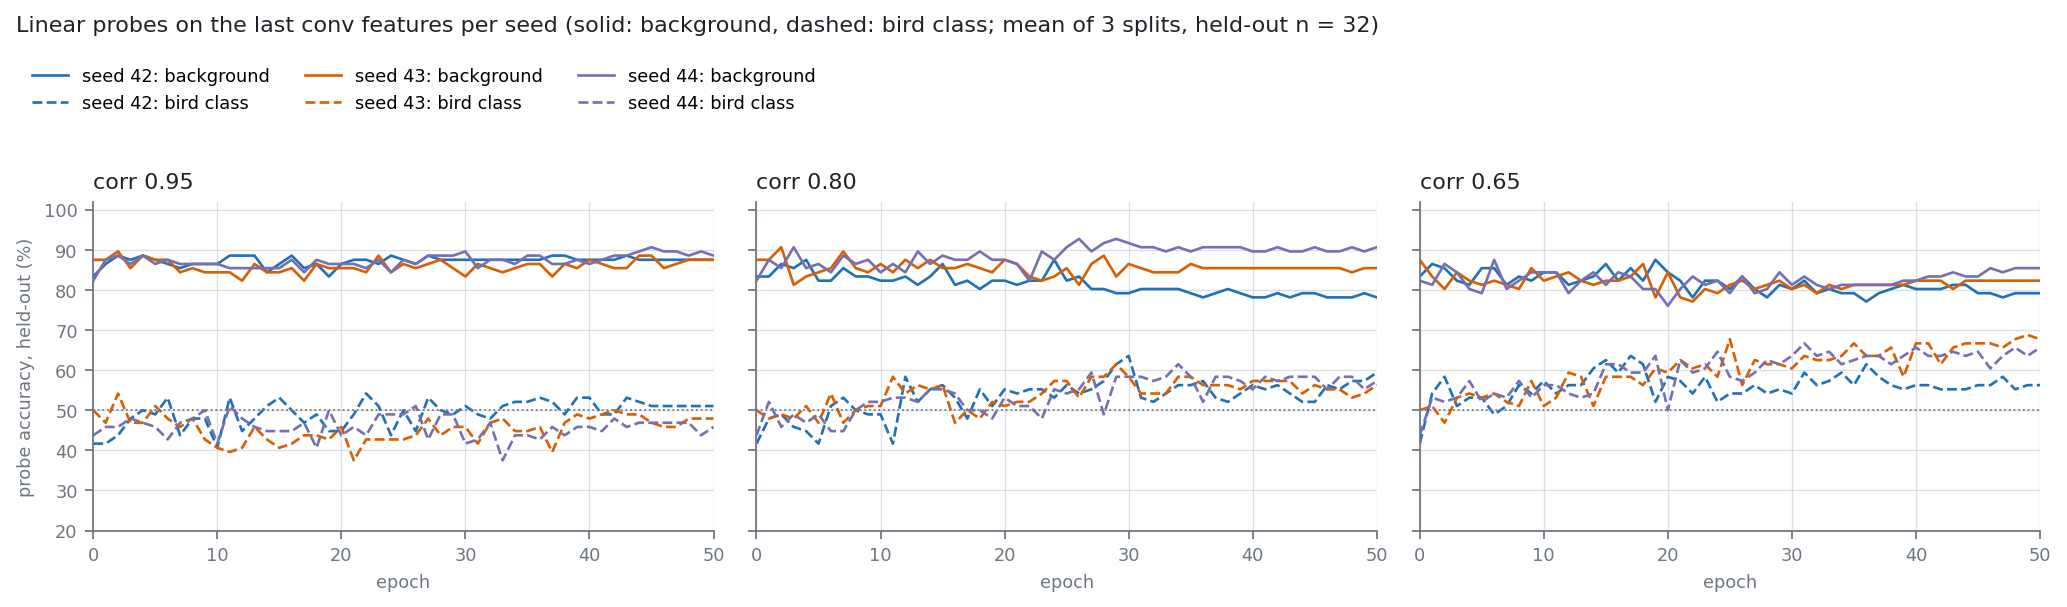 Linear probes on the last conv features per seed (solid: background, dashed: bird class; mean of 3 splits, held-out n = 32)
seed 42: background
seed 43: background
seed 44: background
seed 42: bird class
seed 43: bird class
seed 44: bird class
corr 0.95
corr 0.80
corr 0.65
probe accuracy, held-out (%)
100
90
80
70
60
50
40
30
20
0 10 20 30 40 50
0 10 20 30 40 50
0 10 20 30 40 50
epoch
epoch
epoch